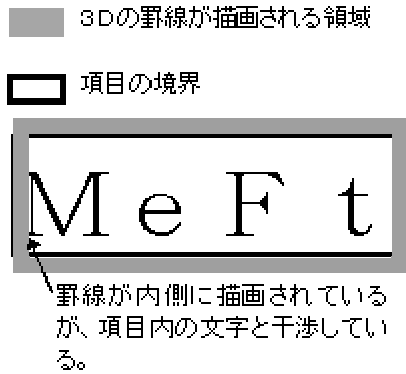 3Dの罫線が描画される領域
項目の境界
MeFt
罫線が内側に描画されている
が、項目内の文字と干渉してい
る。